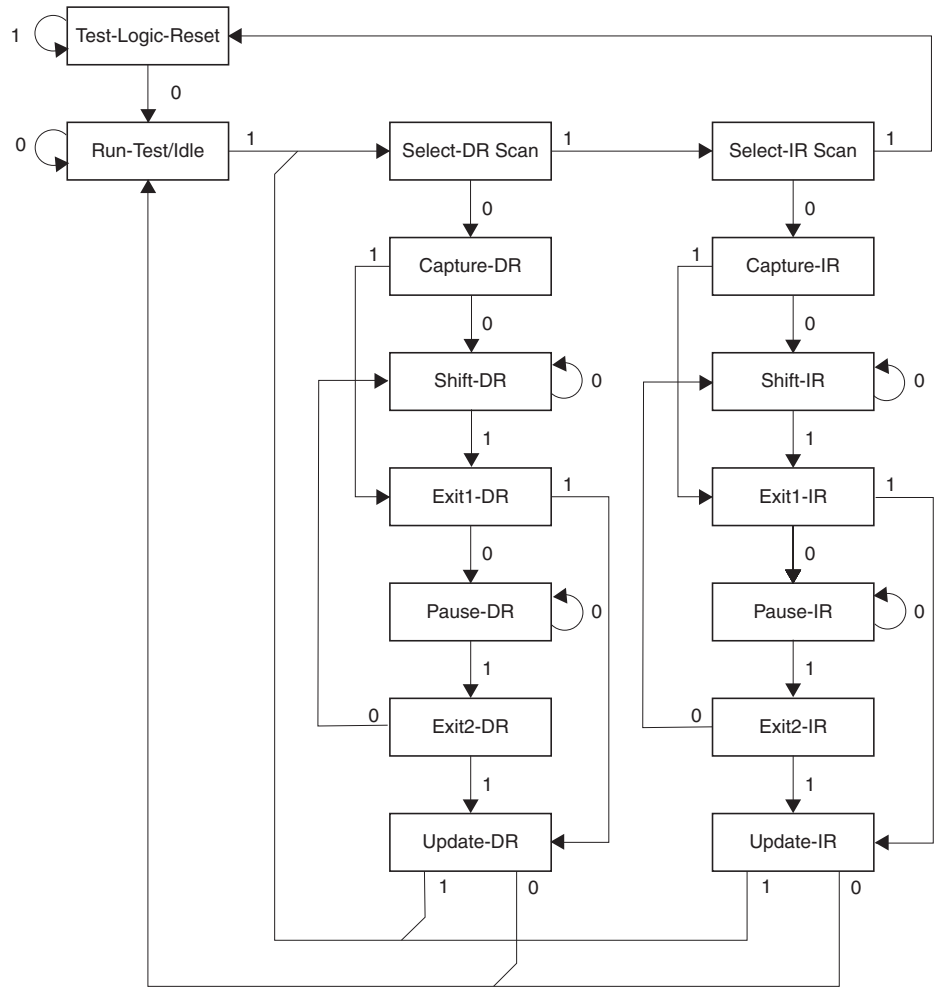 Test-Logic-Reset
1
0
Run-Test/Idle
0
1
Select-DR Scan
1
Select-IR Scan
1
0
0
1
Capture-DR
1
Capture-IR
0
0
Shift-DR
0
Shift-IR
0
1
1
Exit1-DR
1
Exit1-IR
1
0
0
Pause-DR
0
Pause-IR
0
1
1
0
Exit2-DR
0
Exit2-IR
1
1
Update-DR
Update-IR
1
0
1
0